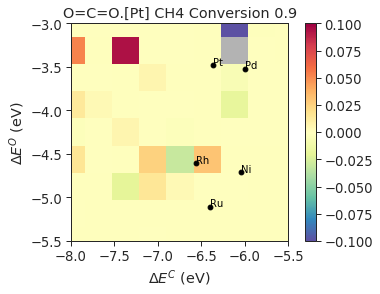 O=C=O.[Pt] CH4 Conversion 0.9
−3.0
−3.5
−4.0
−4.5
−5.0
−5.5
ΔE^O (eV)
Pt
Pd
Rh
Ni
Ru
−8.0 −7.5 −7.0 −6.5 −6.0 −5.5
ΔE^C (eV)
0.100
0.075
0.050
0.025
0.000
−0.025
−0.050
−0.075
−0.100